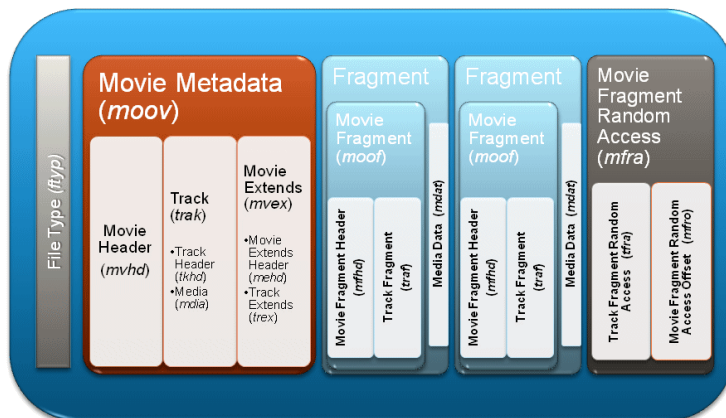 File Type (ftyp)
Movie Metadata
(moov)
Movie
Header
(mvhd)
Track
(trak)
•Track
Header
(tkhd)
•Media
(mdia)
Movie
Extends
(mvex)
•Movie
Extends
Header
(mehd)
•Track
Extends
(trex)
Fragment
Movie
Fragment
(moof)
Movie Fragment Header
(mfhd)
Track Fragment
(traf)
Media Data (mdat)
Fragment
Movie
Fragment
(moof)
Movie Fragment Header
(mfhd)
Track Fragment
(traf)
Media Data (mdat)
Movie
Fragment
Random
Access
(mfra)
Track Fragment Random
Access (tfra)
Movie Fragment Random
Access Offset (mfro)